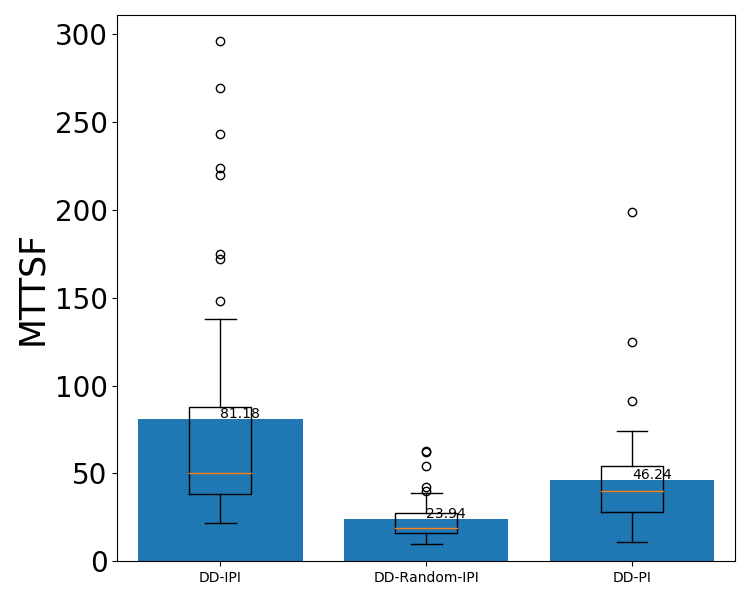 MTTSF
300
250
200
150
100
50
0
81.18
23.94
46.24
DD-IPI
DD-Random-IPI
DD-PI